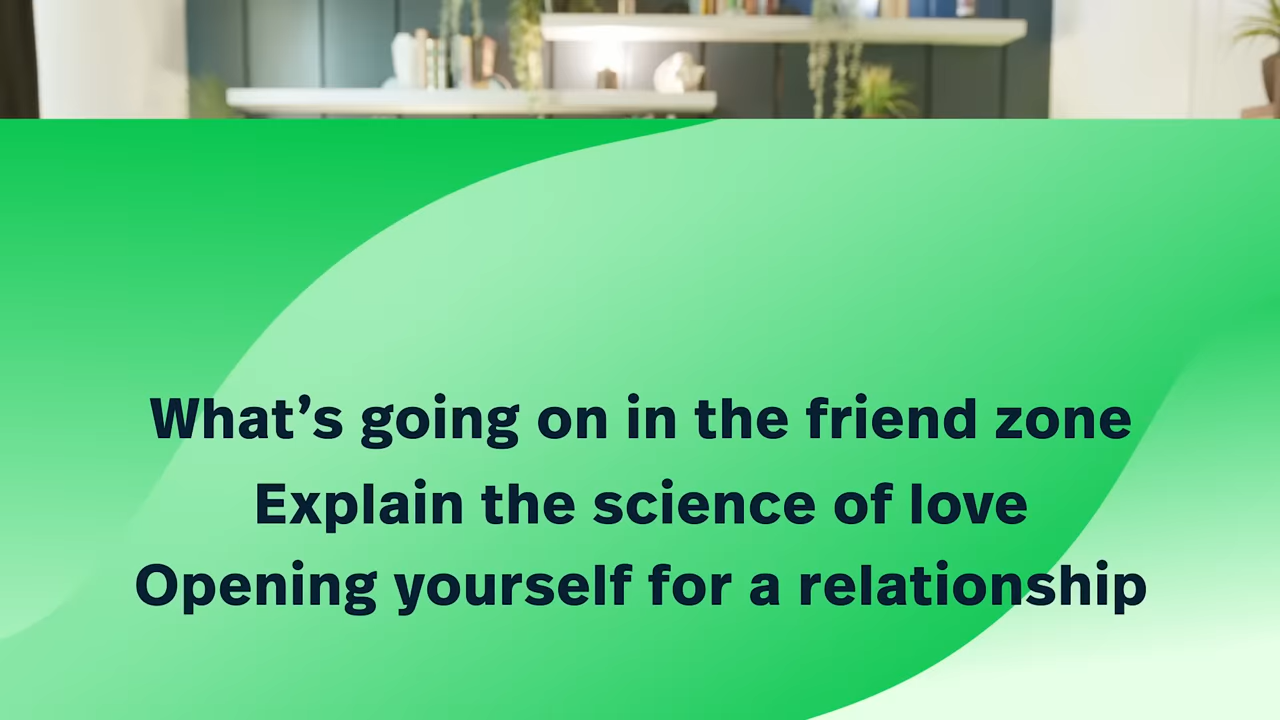 What’s going on in the friend zone
Explain the science of love
Opening yourself for a relationship